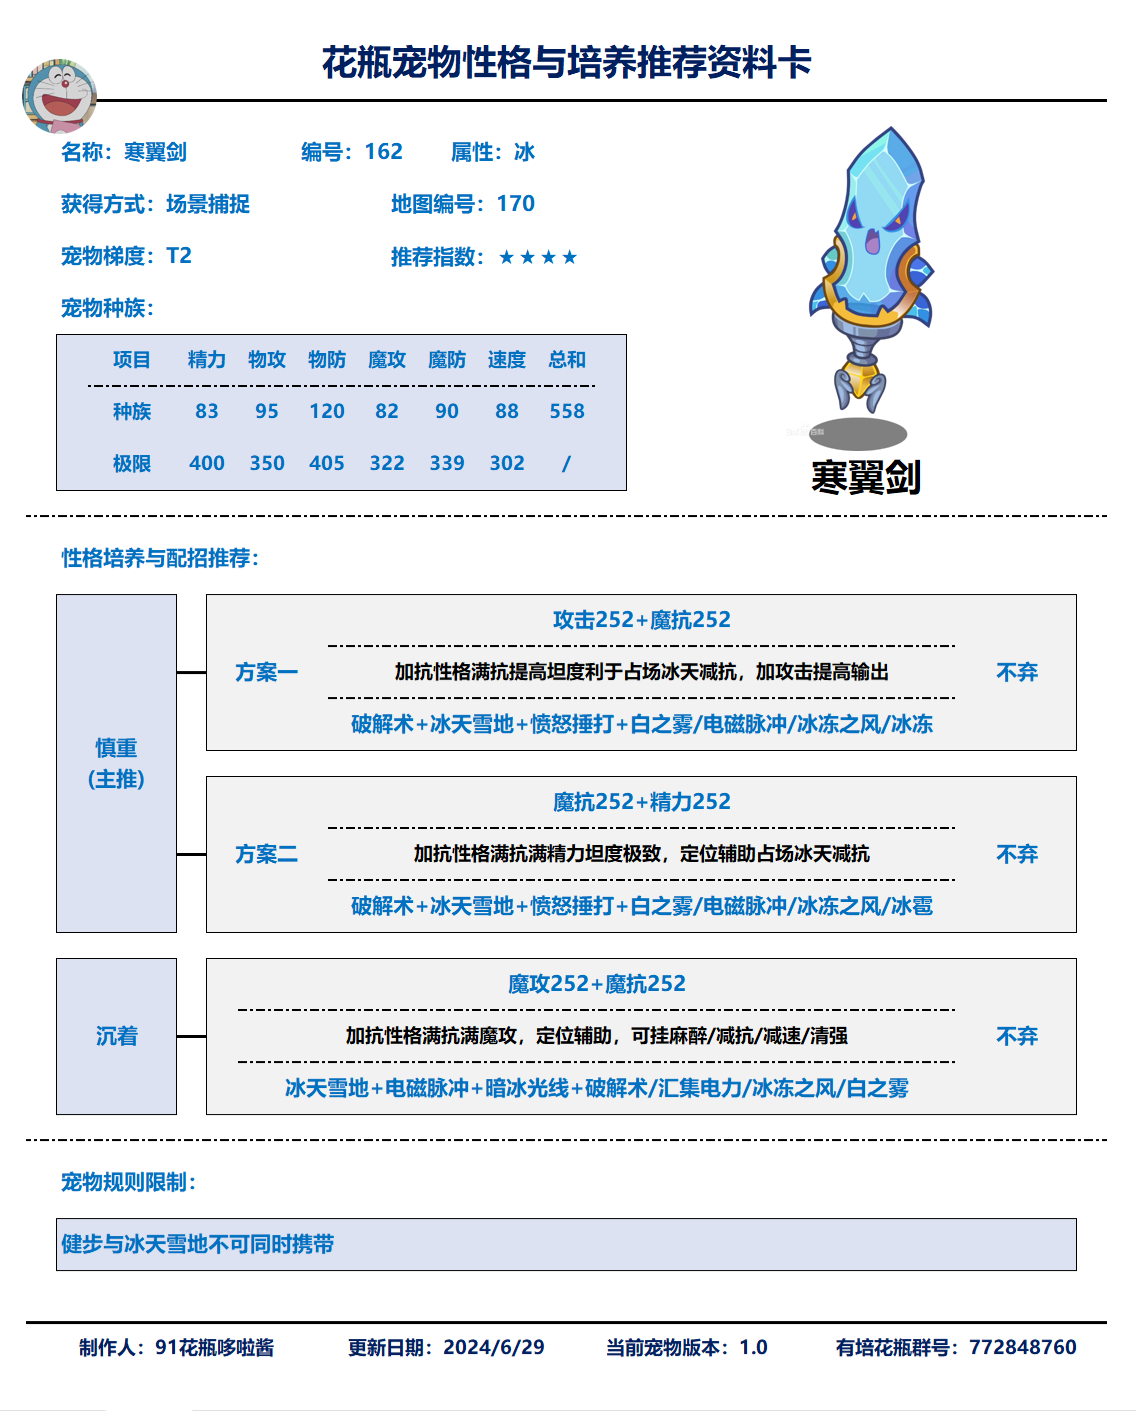 花瓶宠物性格与培养推荐资料卡
名称：寒翼剑 编号：162 属性：冰
获得方式：场景捕捉 地图编号：170
宠物梯度：T2 推荐指数：★★★★
宠物种族：
项目 精力 物攻 物防 魔攻 魔防 速度 总和
种族 83 95 120 82 90 88 558
极限 400 350 405 322 339 302 /
寒翼剑
性格培养与配招推荐：
慎重
(主推)
方案一
攻击252+魔抗252
加抗性格满抗提高坦度利于占场冰天减抗，加攻击提高输出
破解术+冰天雪地+愤怒捶打+白之雾/电磁脉冲/冰冻之风/冰冻
不弃
方案二
魔抗252+精力252
加抗性格满抗满精力坦度极致，定位辅助占场冰天减抗
破解术+冰天雪地+愤怒捶打+白之雾/电磁脉冲/冰冻之风/冰雹
不弃
沉着
魔攻252+魔抗252
加抗性格满抗满魔攻，定位辅助，可挂麻醉/减抗/减速/清强
冰天雪地+电磁脉冲+暗冰光线+破解术/汇集电力/冰冻之风/白之雾
不弃
宠物规则限制：
健步与冰天雪地不可同时携带
制作人：91花瓶哆啦酱 更新日期：2024/6/29 当前宠物版本：1.0 有培花瓶群号：772848760